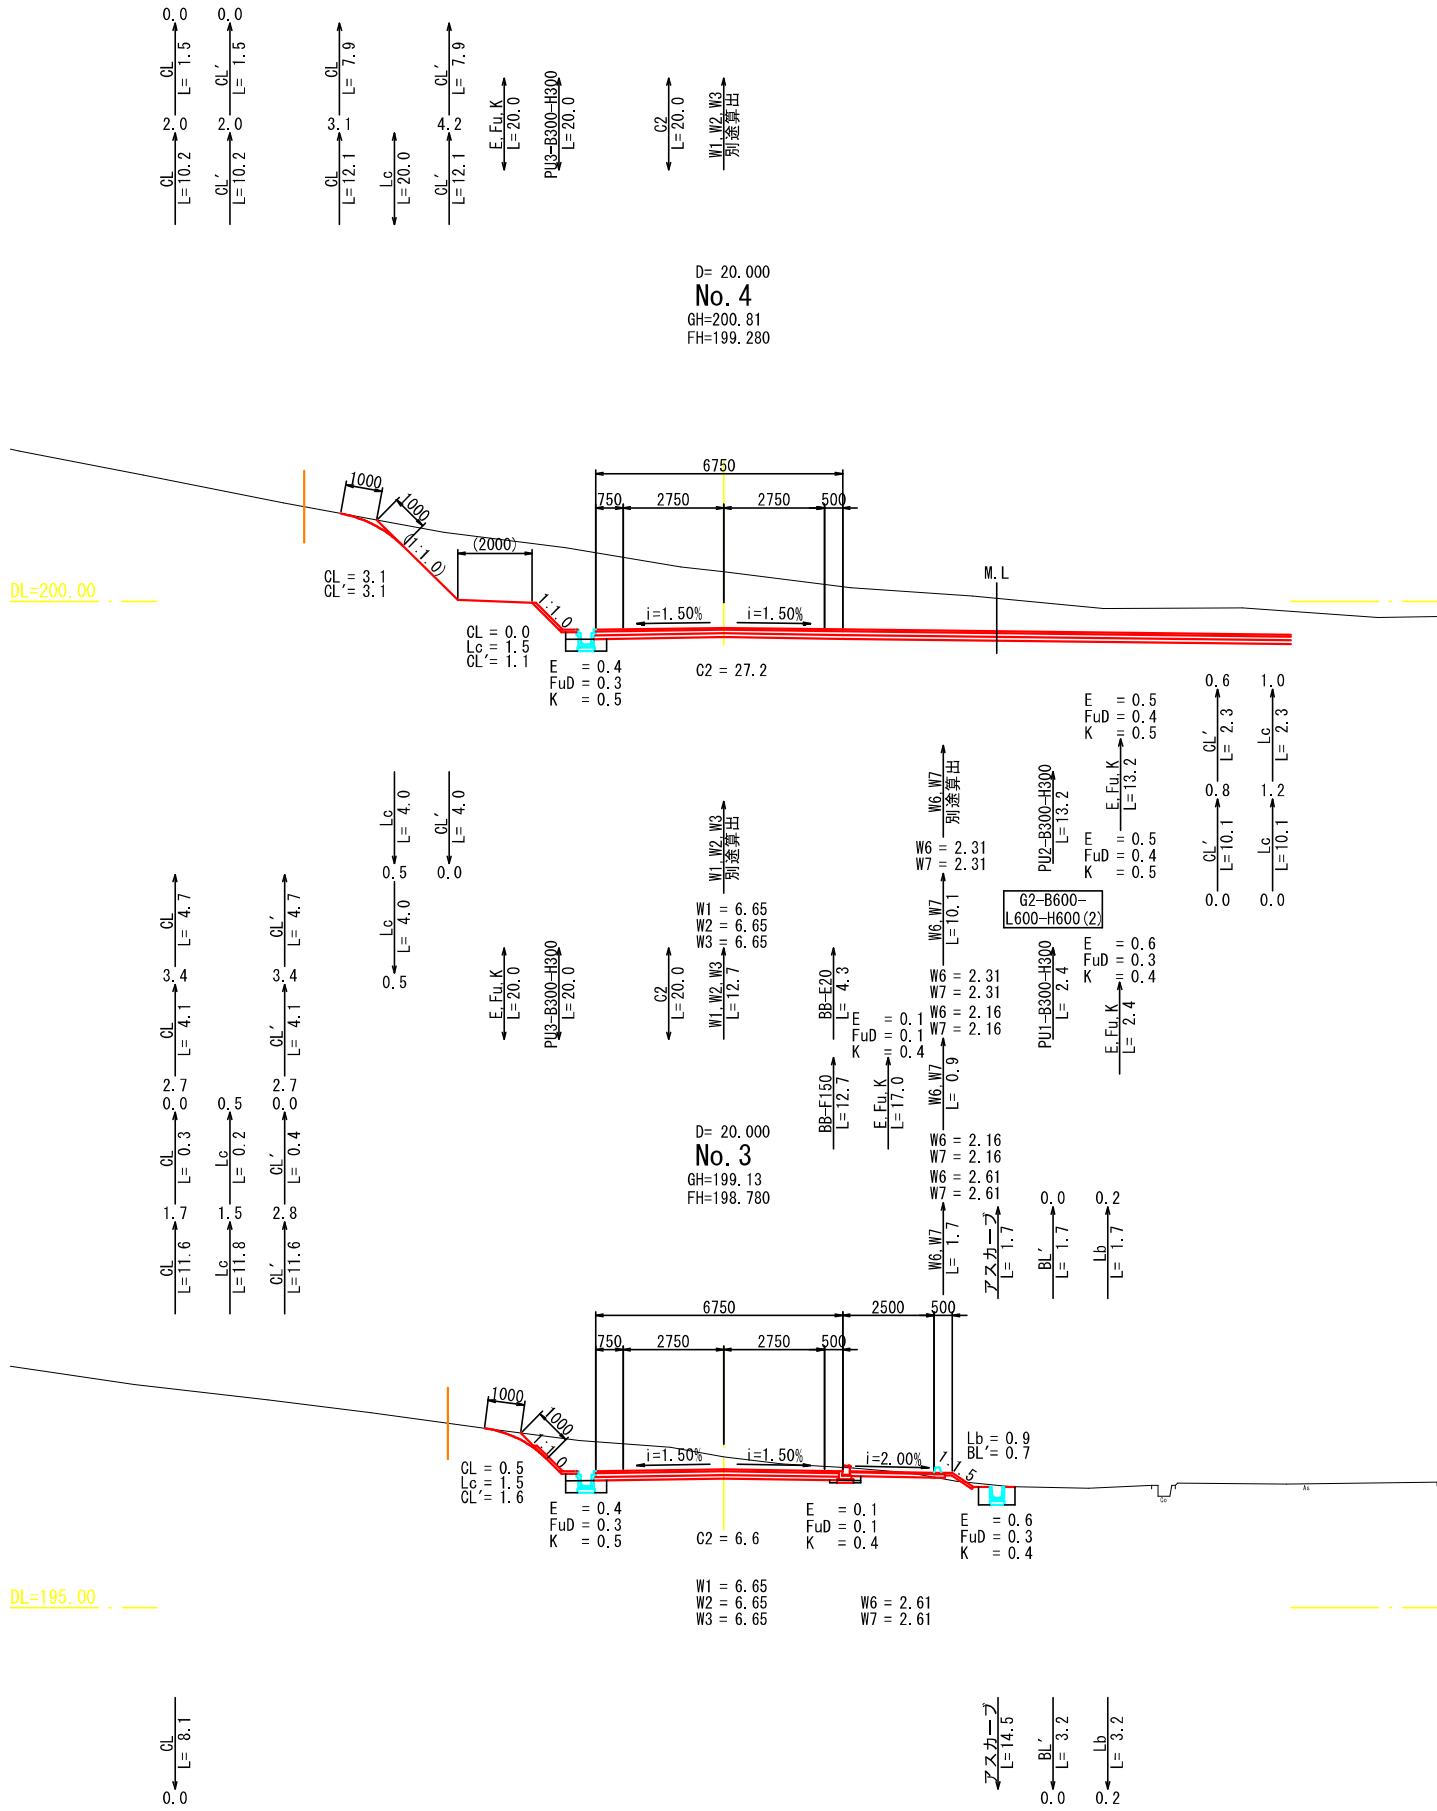 0.0
0.0
CL
L= 1.5
CL'
L= 1.5
CL
L= 7.9
CL'
L= 7.9
2.0
2.0
3.1
4.2
CL
L=10.2
CL'
L=10.2
CL
L=12.1
Lc
L=20.0
CL'
L=12.1
E,Fu,K
L=20.0
PU3-B300-H300
L=20.0
C2
L=20.0
W1,W2,W3
別途算出
D= 20.000
No.4
GH=200.81
FH=199.280
6750
750
2750
2750
500
1000
1000
(1:1.0)
(2000)
1:1.0
CL = 3.1
CL'= 3.1
DL=200.00
i=1.50%
i=1.50%
M.L
CL = 0.0
Lc = 1.5
CL'= 1.1
E = 0.4
FuD = 0.3
K = 0.5
C2 = 27.2
E = 0.5
FuD = 0.4
K = 0.5
0.6
1.0
CL'
L= 2.3
Lc
L= 2.3
0.8
1.2
CL'
L=10.1
Lc
L=10.1
0.0
0.0
E,Fu,K
L=13.2
PU2-B300-H300
L=13.2
E = 0.5
FuD = 0.4
K = 0.5
W6,W7
別途算出
W6 = 2.31
W7 = 2.31
W6,W7
L=10.1
G2-B600-
L600-H600(2)
Lc
L= 4.0
CL'
L= 4.0
0.5
0.0
Lc
L= 4.0
0.5
W1,W2,W3
別途算出
W1 = 6.65
W2 = 6.65
W3 = 6.65
CL
L= 4.7
CL'
L= 4.7
3.4
3.4
CL
L= 4.1
CL'
L= 4.1
2.7
2.7
E,Fu,K
L=20.0
PU3-B300-H300
L=20.0
C2
L=20.0
W1,W2,W3
L=12.7
BB-E20
L= 4.3
E = 0.1
FuD = 0.1
K = 0.4
W6 = 2.31
W7 = 2.31
W6 = 2.16
W7 = 2.16
PU1-B300-H300
L= 2.4
E = 0.6
FuD = 0.3
K = 0.4
E,Fu,K
L= 2.4
0.0
0.5
0.0
CL
L= 0.3
Lc
L= 0.2
CL'
L= 0.4
1.7
1.5
2.8
CL
L=11.6
Lc
L=11.8
CL'
L=11.6
BB-F150
L=12.7
E,Fu,K
L=17.0
W6,W7
L= 0.9
W6 = 2.16
W7 = 2.16
W6 = 2.61
W7 = 2.61
W6,W7
L= 1.7
D= 20.000
No.3
GH=199.13
FH=198.780
0.0
0.2
アスカーブ
L= 1.7
BL'
L= 1.7
Lb
L= 1.7
6750
2500
500
750
2750
2750
500
1000
1000
1:1.0
i=1.50%
i=1.50%
i=2.00%
1:1.5
Lb = 0.9
BL'= 0.7
CL = 0.5
Lc = 1.5
CL'= 1.6
E = 0.4
FuD = 0.3
K = 0.5
C2 = 6.6
E = 0.1
FuD = 0.1
K = 0.4
E = 0.6
FuD = 0.3
K = 0.4
Co
As
DL=195.00
W1 = 6.65
W2 = 6.65
W3 = 6.65
W6 = 2.61
W7 = 2.61
CL
L= 8.1
0.0
アスカーブ
L=14.5
BL'
L= 3.2
Lb
L= 3.2
0.0
0.2